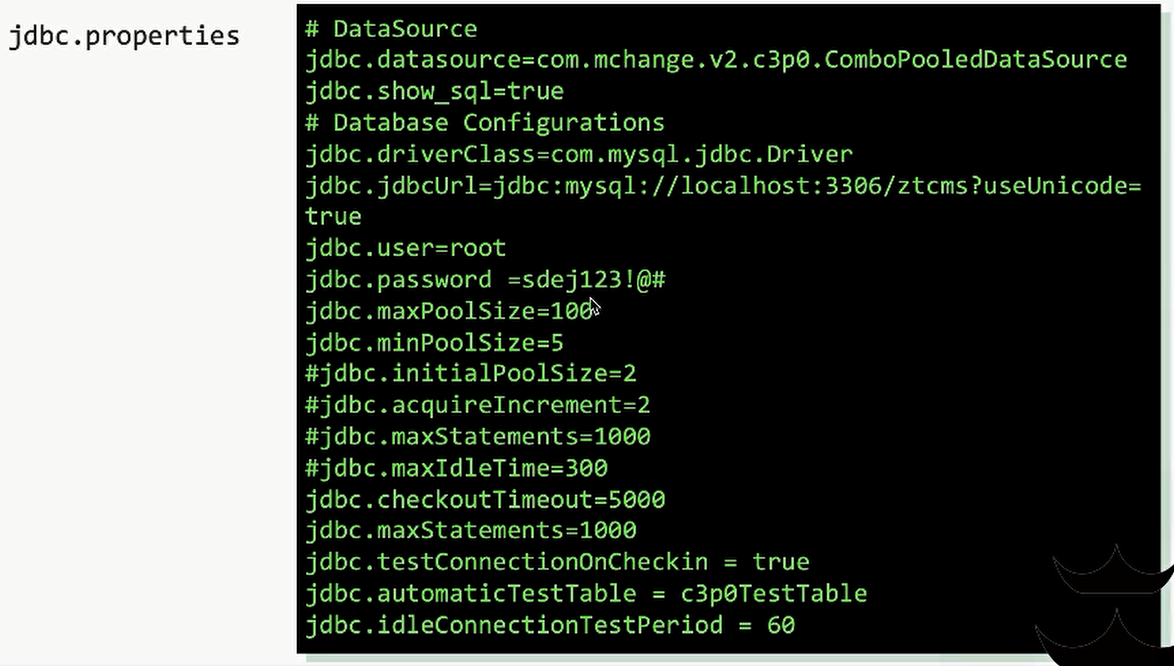 jdbc.properties
# DataSource
jdbc.datasource=com.mchange.v2.c3p0.ComboPooledDataSource
jdbc.show_sql=true
# Database Configurations
jdbc.driverClass=com.mysql.jdbc.Driver
jdbc.jdbcUrl=jdbc:mysql://localhost:3306/ztcms?useUnicode=
true
jdbc.user=root
jdbc.password =sdej123!@#
jdbc.maxPoolSize=100
jdbc.minPoolSize=5
#jdbc.initialPoolSize=2
#jdbc.acquireIncrement=2
#jdbc.maxStatements=1000
#jdbc.maxIdleTime=300
jdbc.checkoutTimeout=5000
jdbc.maxStatements=1000
jdbc.testConnectionOnCheckin = true
jdbc.automaticTestTable = c3p0TestTable
jdbc.idleConnectionTestPeriod = 60